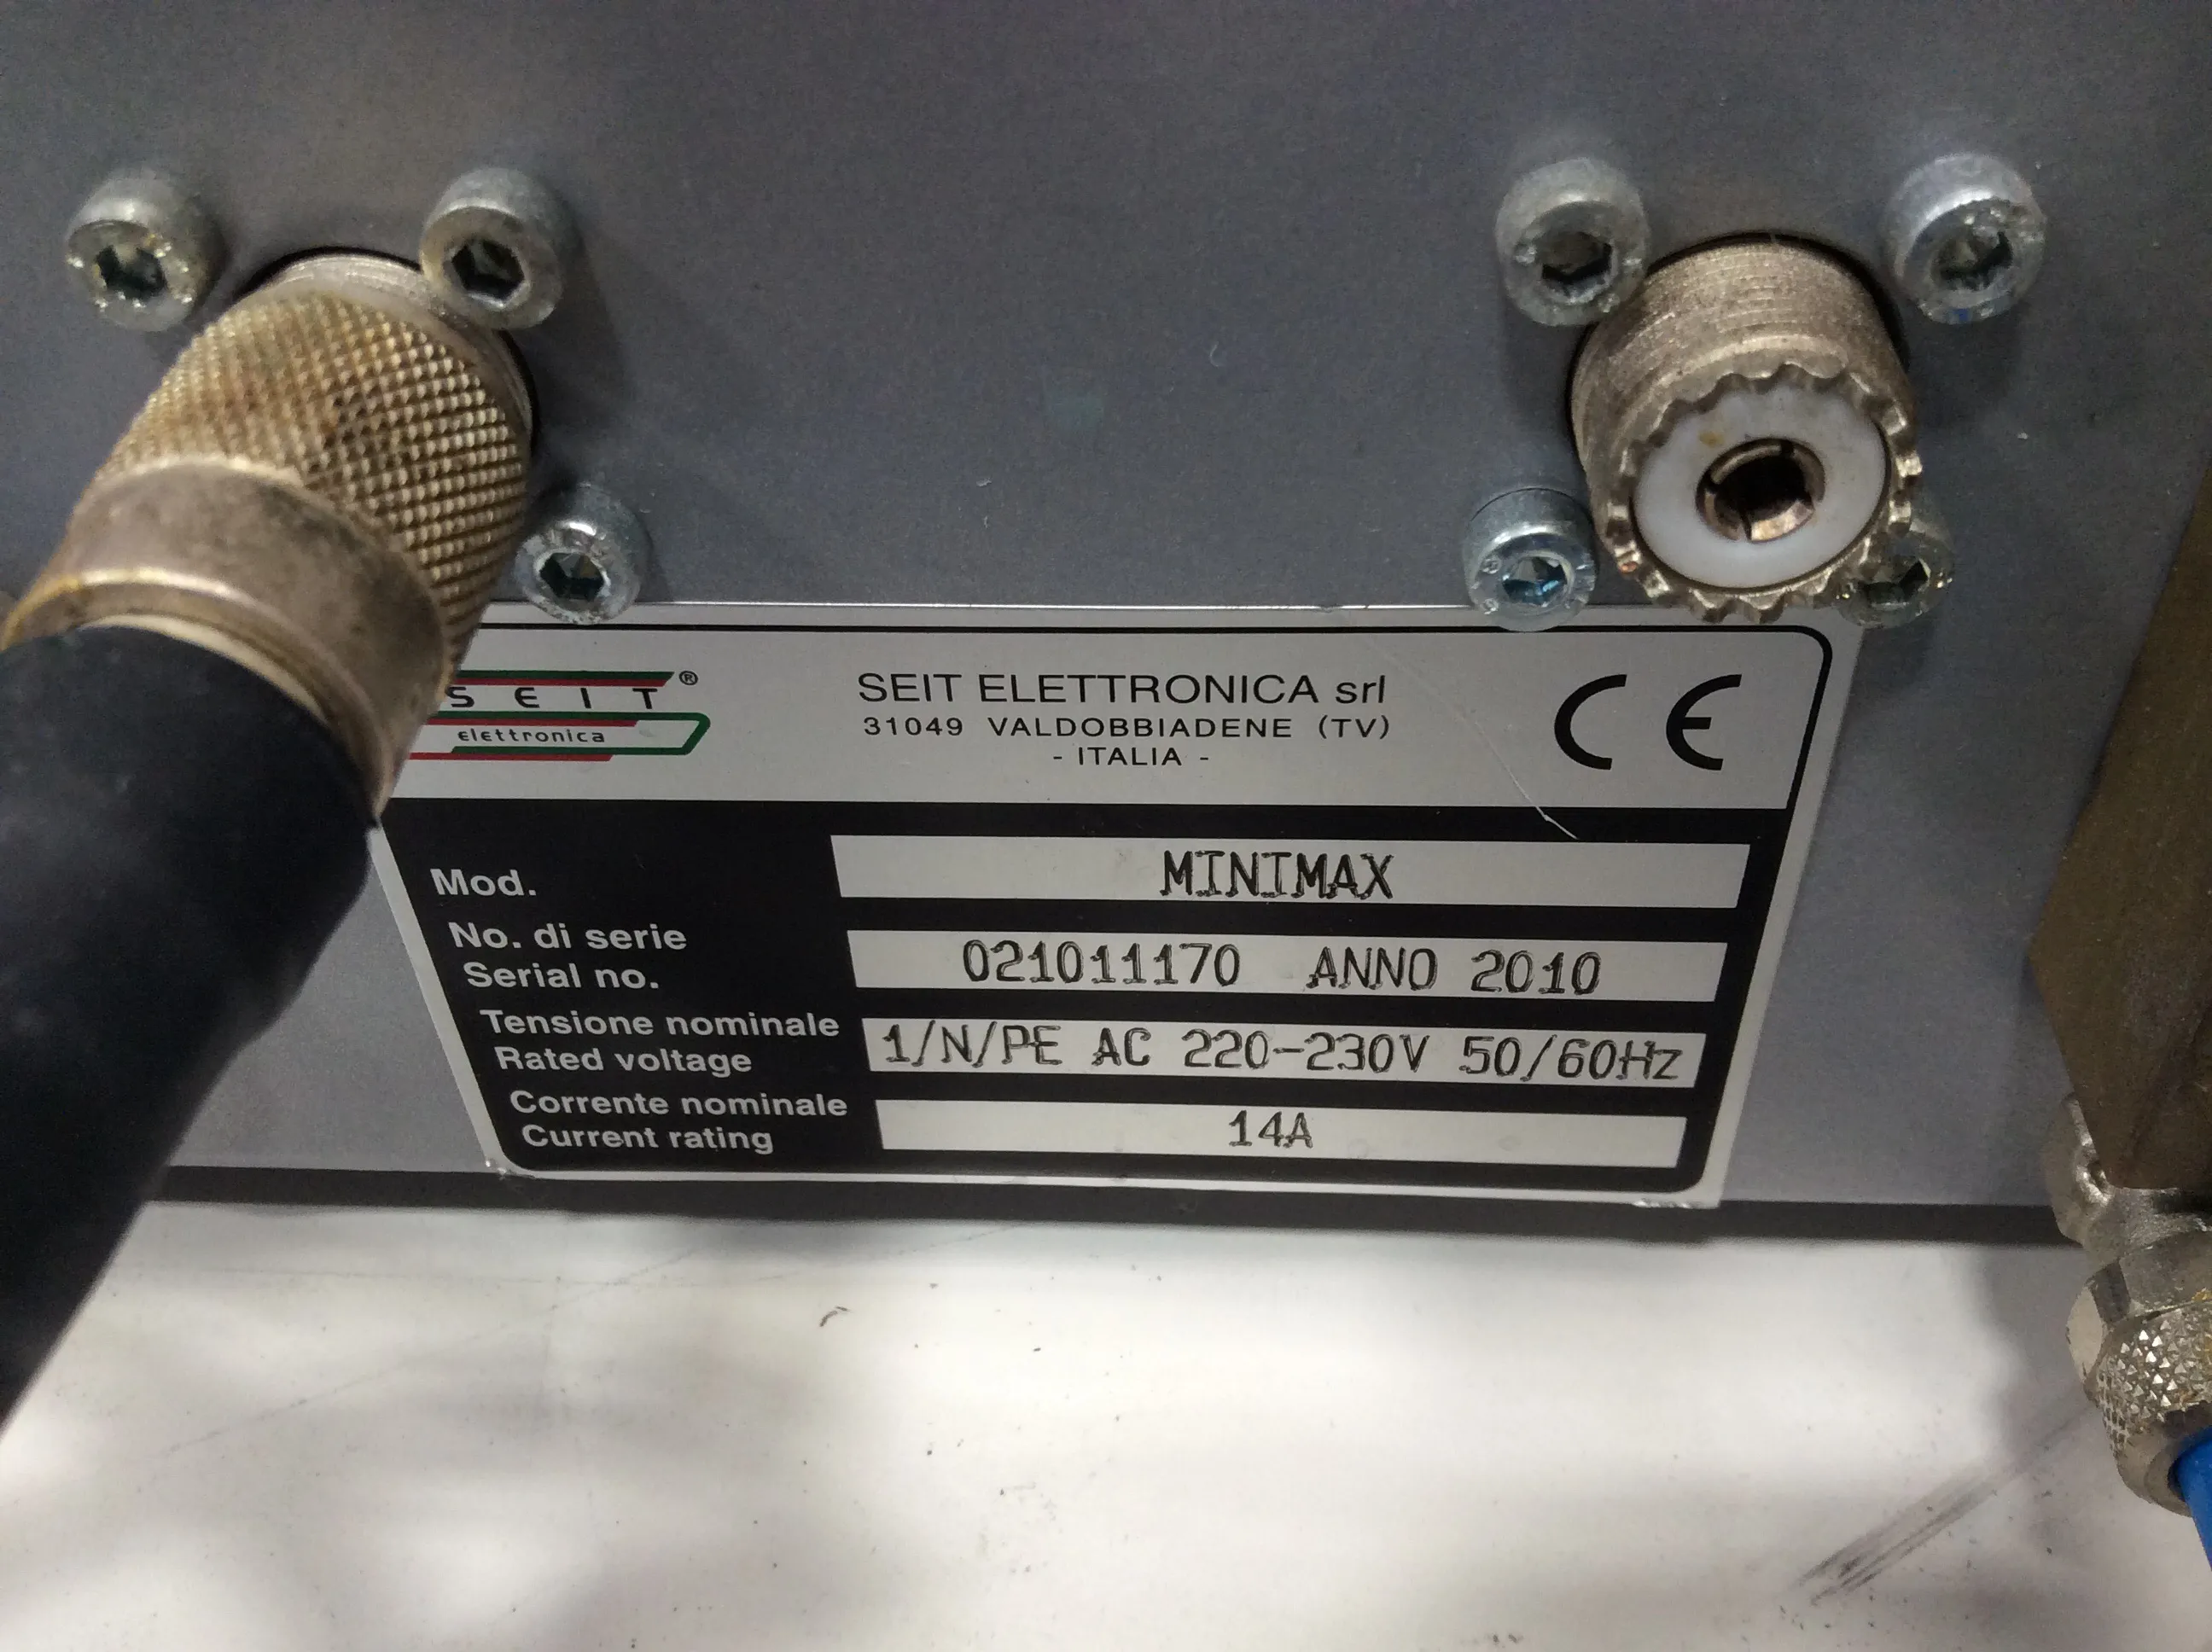 SEIT®
elettronica
SEIT ELETTRONICA srl
31049 VALDOBBIADENE (TV)
- ITALIA -
CE
Mod. MINIMAX
No. di serie
Serial no. 021011170 ANNO 2010
Tensione nominale
Rated voltage 1/N/PE AC 220-230V 50/60Hz
Corrente nominale
Current rating 14A